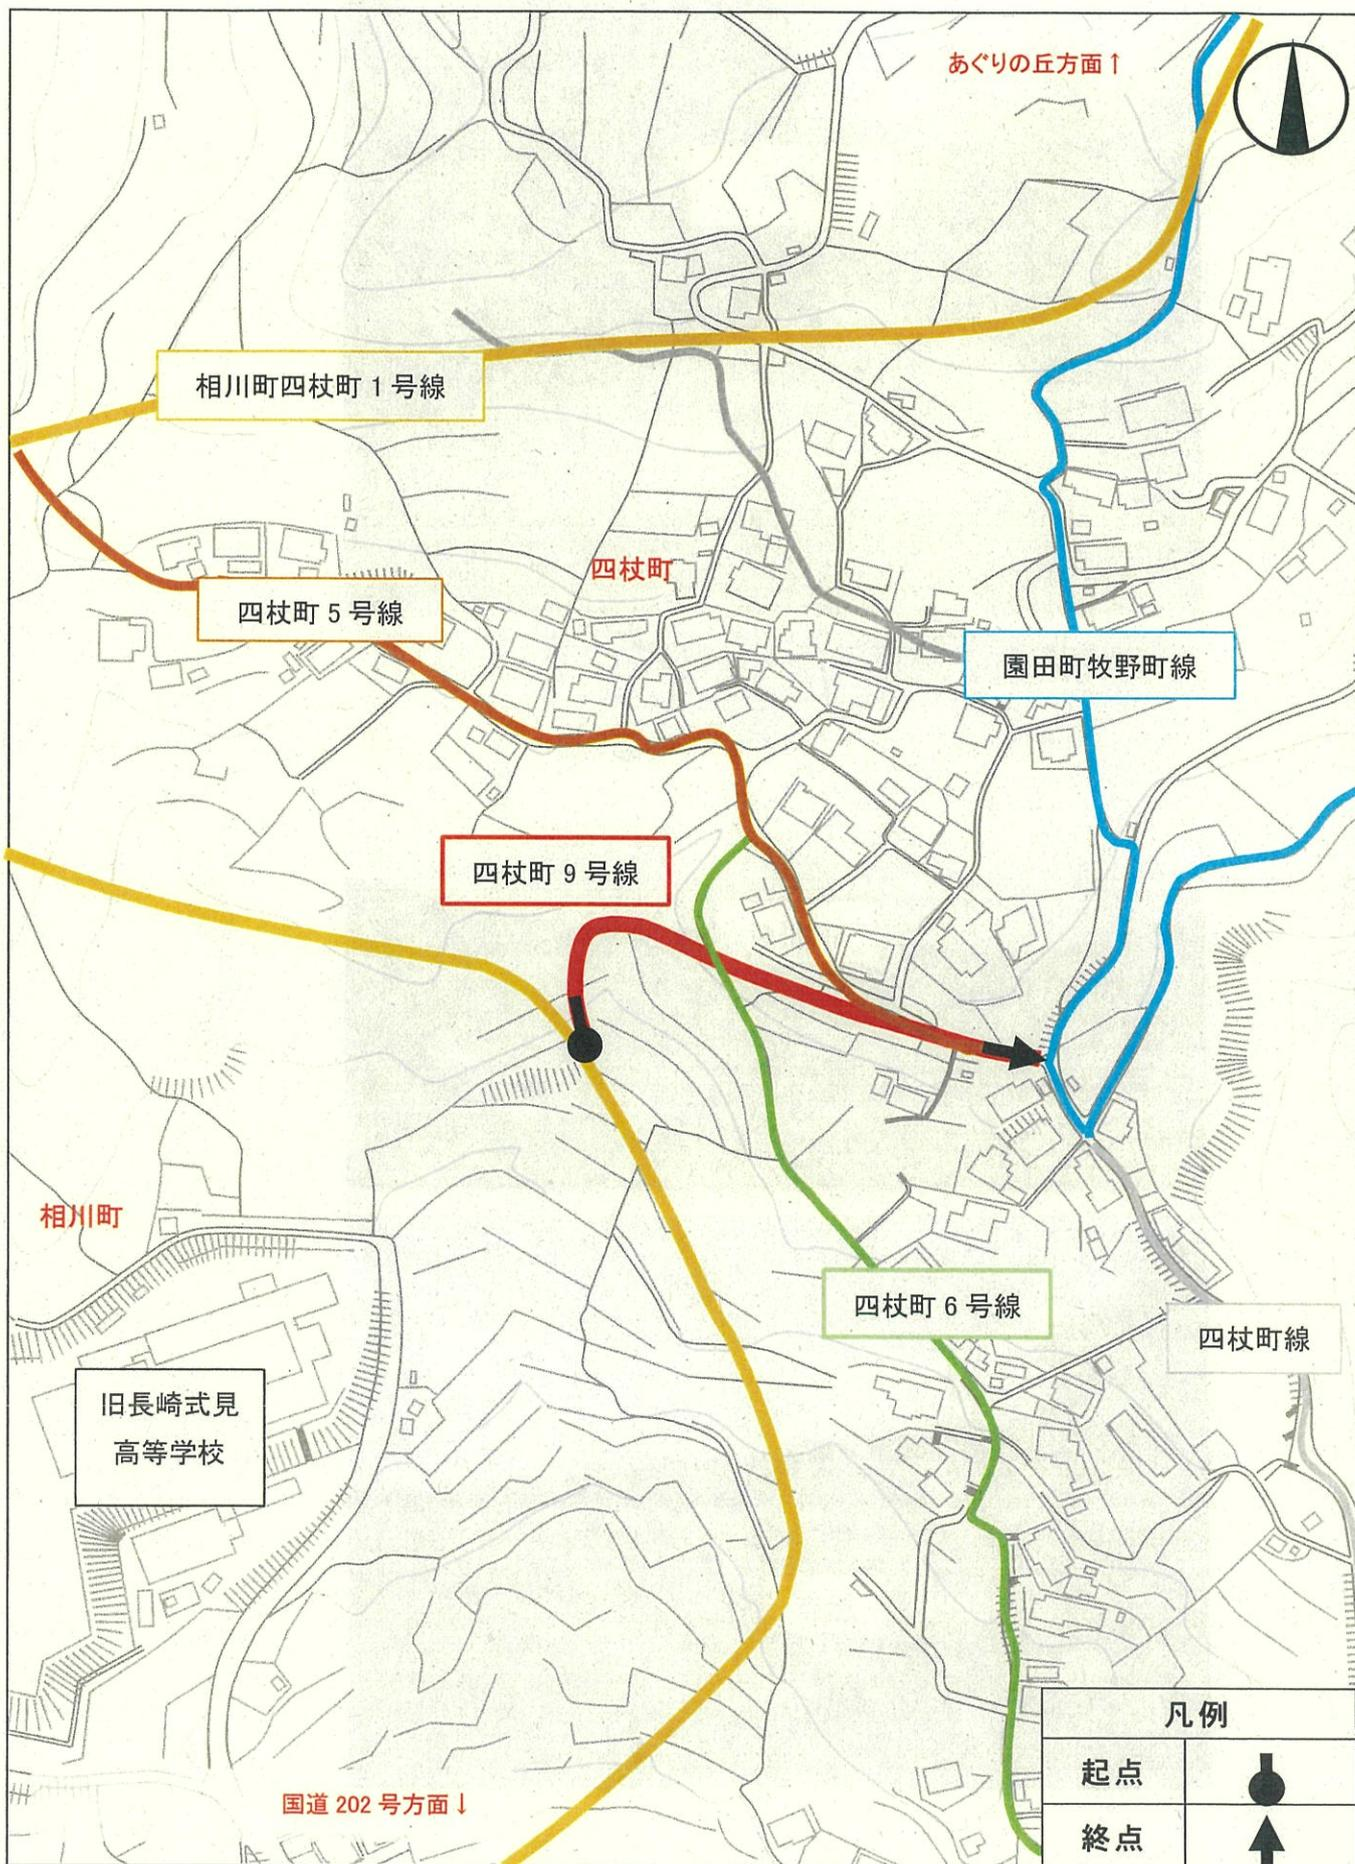 あぐりの丘方面↑
相川町四杖町1号線
四杖町
四杖町5号線
園田町牧野町線
四杖町9号線
相川町
四杖町6号線
四杖町線
旧長崎式見
高等学校
国道202号方面↓
凡例
起点
終点